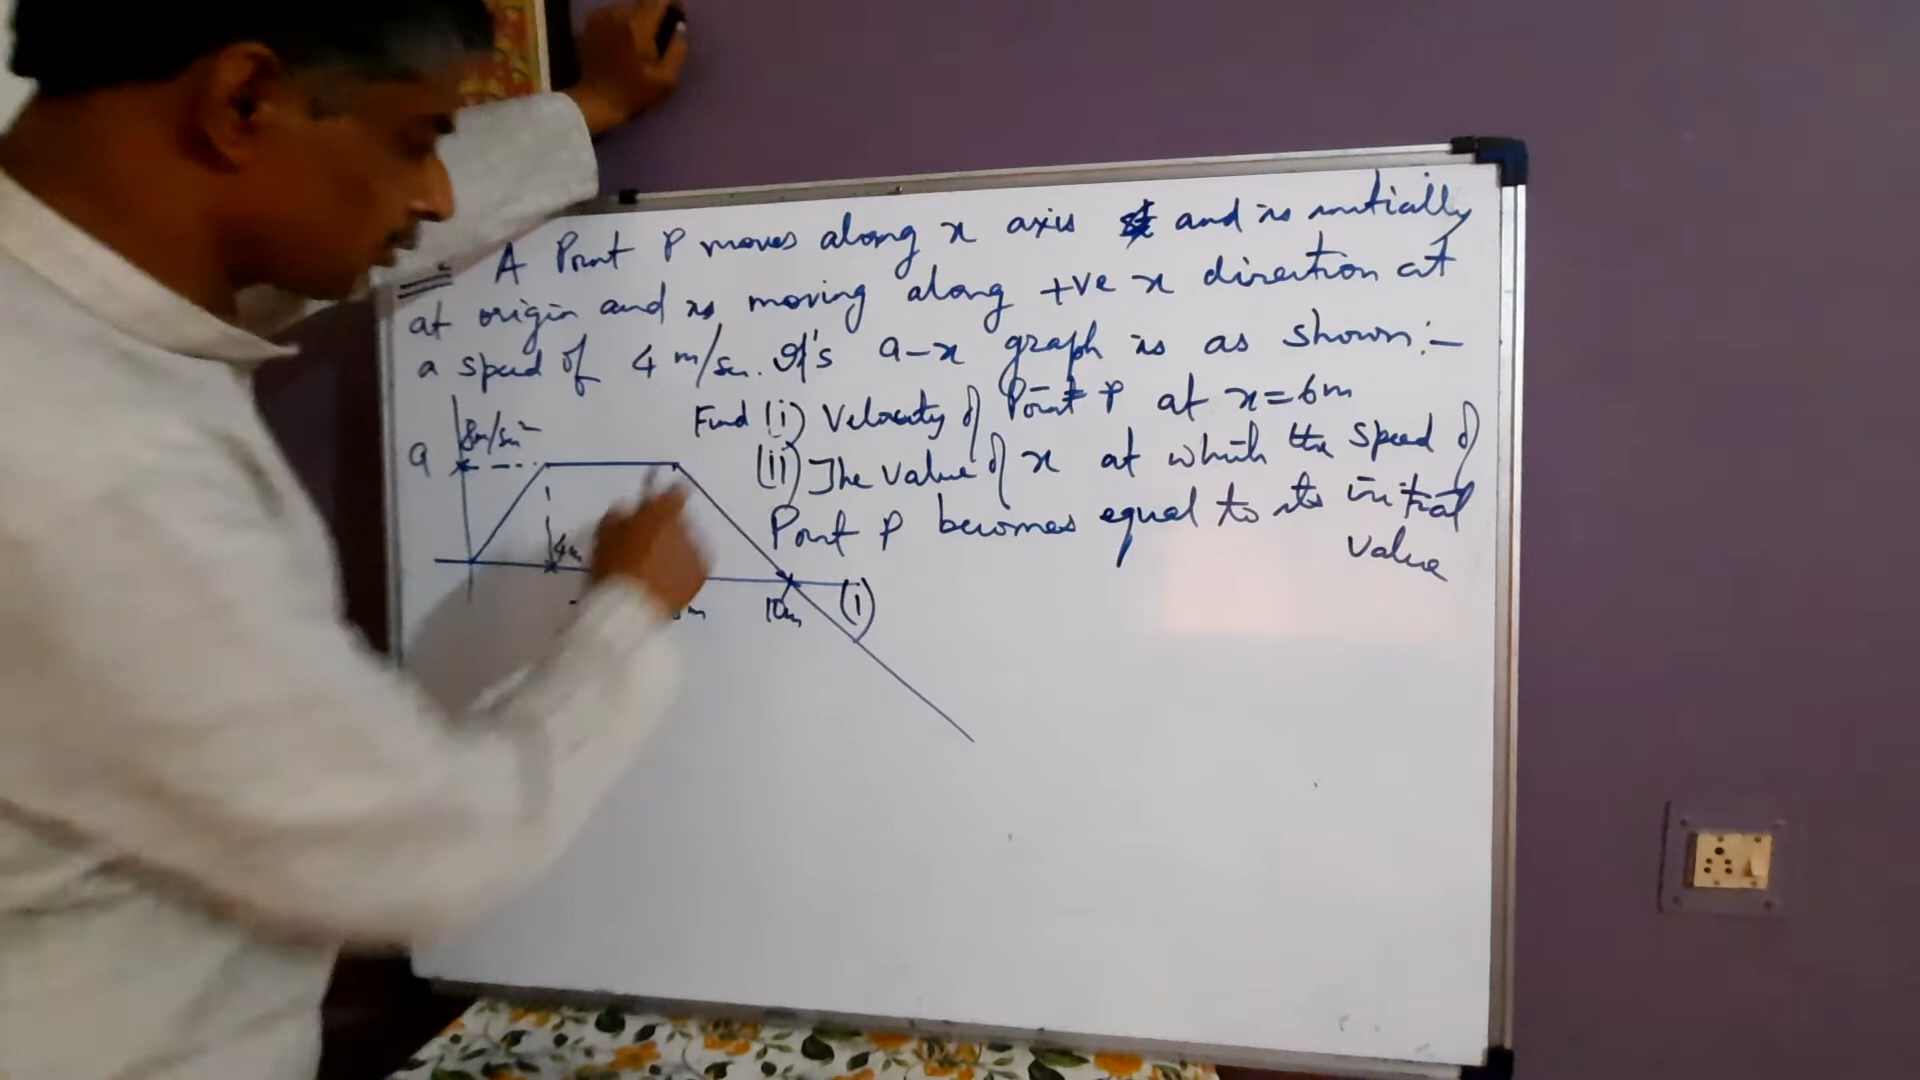 A Point P moves along x axis and is initially
at origin and is moving along +ve x direction at
a speed of 4 m/sec. It's a-x graph is as shown:-
Find (i) Velocity of Point P at x=6m
(ii) The value of x at which the speed of
Point P becomes equal to its initial
value
8m/sec²
a
4m
m
10m
(i)